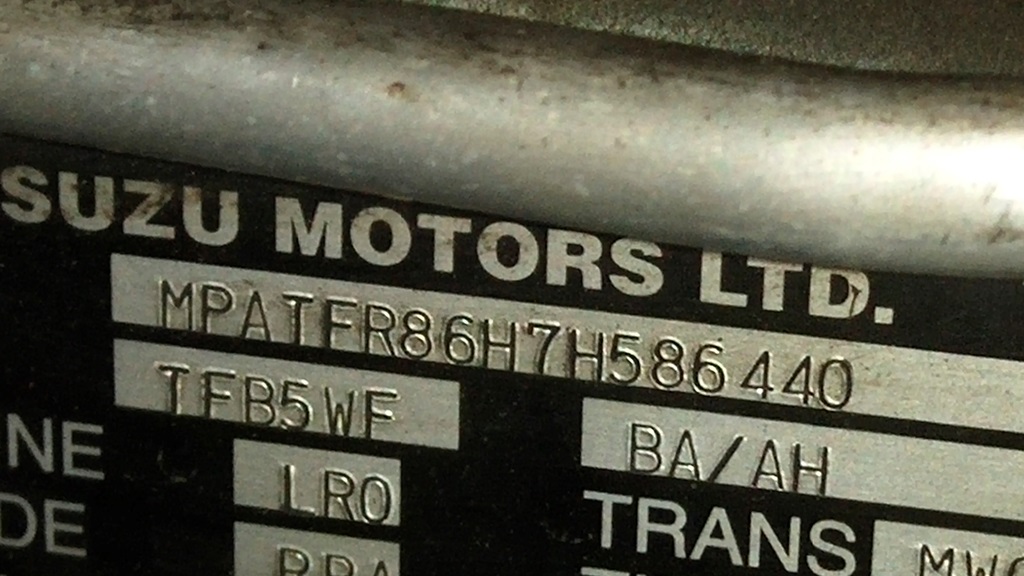 SUZU MOTORS LTD.
MPATFR86H7H586440
TFB5WF
NE
BA/AH
DE
LR0
TRANS